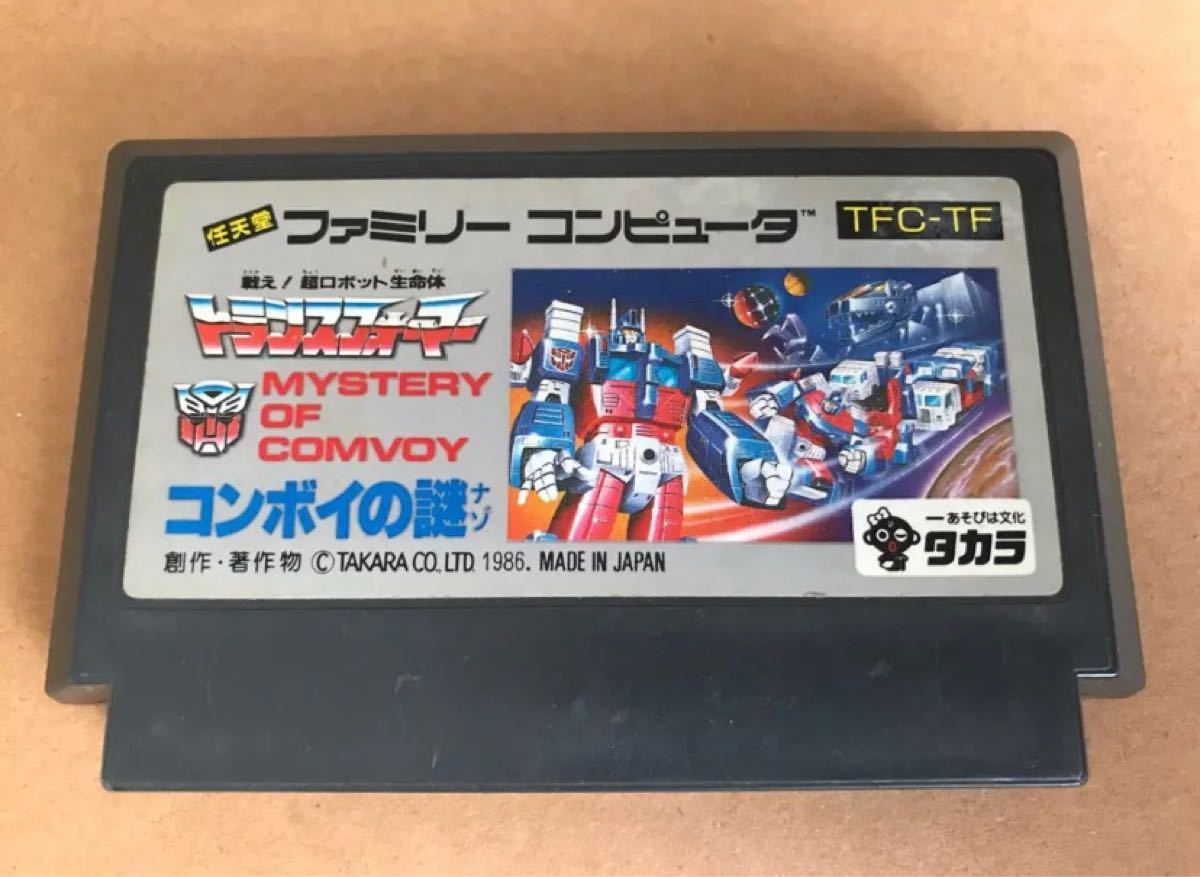 任天堂 ファミリー コンピュータ™ TFC-TF
戦え!超ロボット生命体
トランスフォーマー
MYSTERY
OF
COMVOY
コンボイの謎
ナゾ
創作・著作物 ©TAKARA CO., LTD. 1986. MADE IN JAPAN
一あそびは文化
タカラ